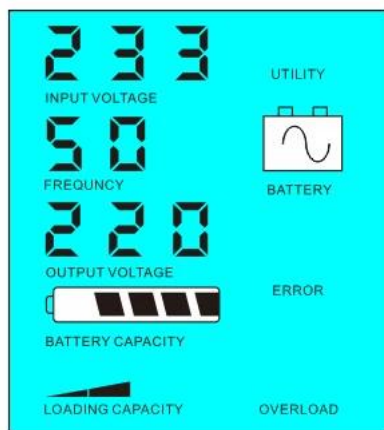 233
UTILITY
INPUT VOLTAGE
50
FREQUNCY
BATTERY
220
OUTPUT VOLTAGE
ERROR
BATTERY CAPACITY
LOADING CAPACITY
OVERLOAD